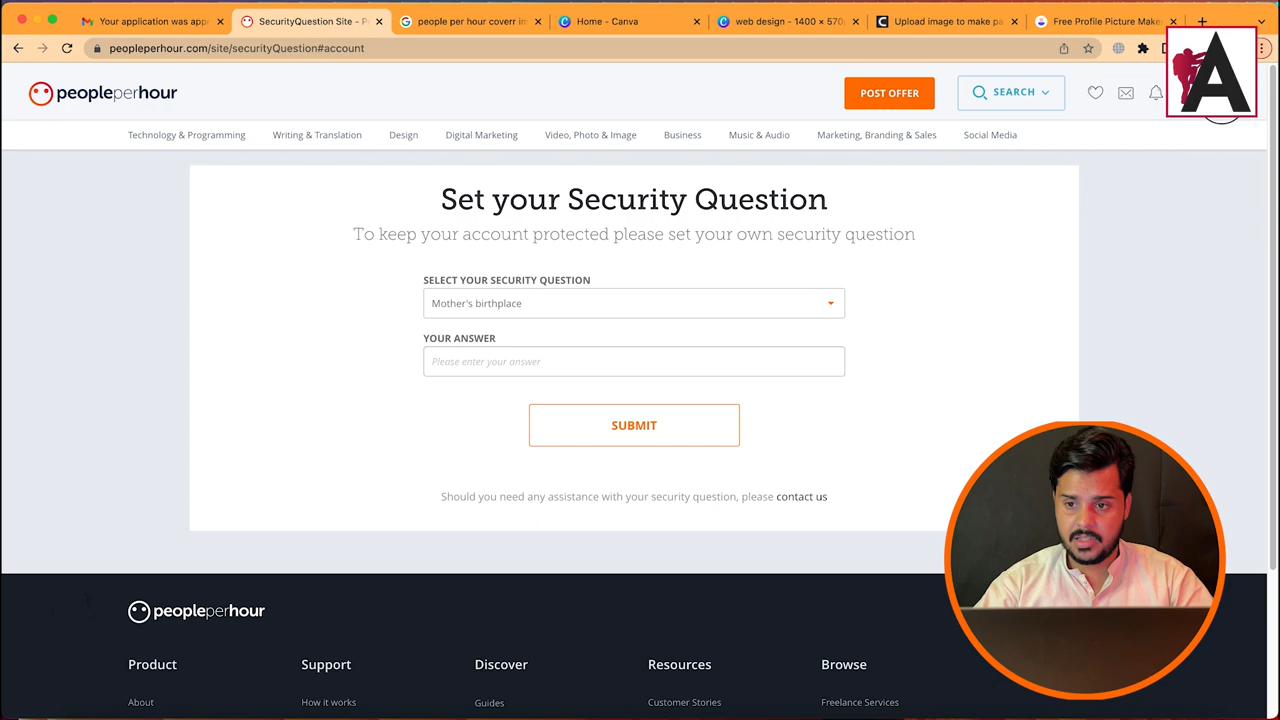 Your application was appe
SecurityQuestion Site - P
people per hour coverr im
Home - Canva
web design - 1400 × 570
Upload image to make pa
Free Profile Picture Maker
peopleperhour.com/site/securityQuestion#account
peopleperhour
POST OFFER
SEARCH
A
Technology & Programming
Writing & Translation
Design
Digital Marketing
Video, Photo & Image
Business
Music & Audio
Marketing, Branding & Sales
Social Media
Set your Security Question
To keep your account protected please set your own security question
SELECT YOUR SECURITY QUESTION
Mother's birthplace
YOUR ANSWER
Please enter your answer
SUBMIT
Should you need any assistance with your security question, please contact us
peopleperhour
Product
Support
Discover
Resources
Browse
About
How it works
Guides
Customer Stories
Freelance Services